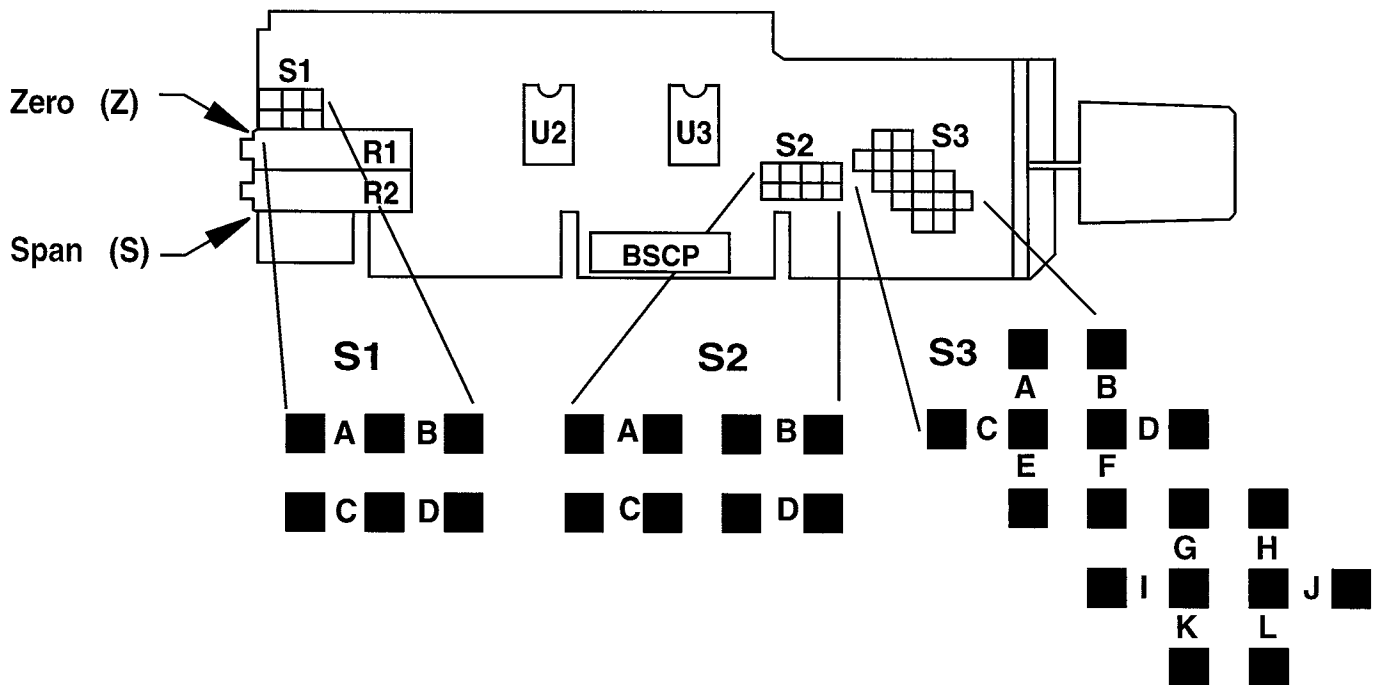 S1
Zero (Z)
U2
U3
S2
S3
R1
R2
Span (S)
BSCP
S1
S2
S3
A B
A B
A B
C D
E F
C D
C D
G H
I J
K L